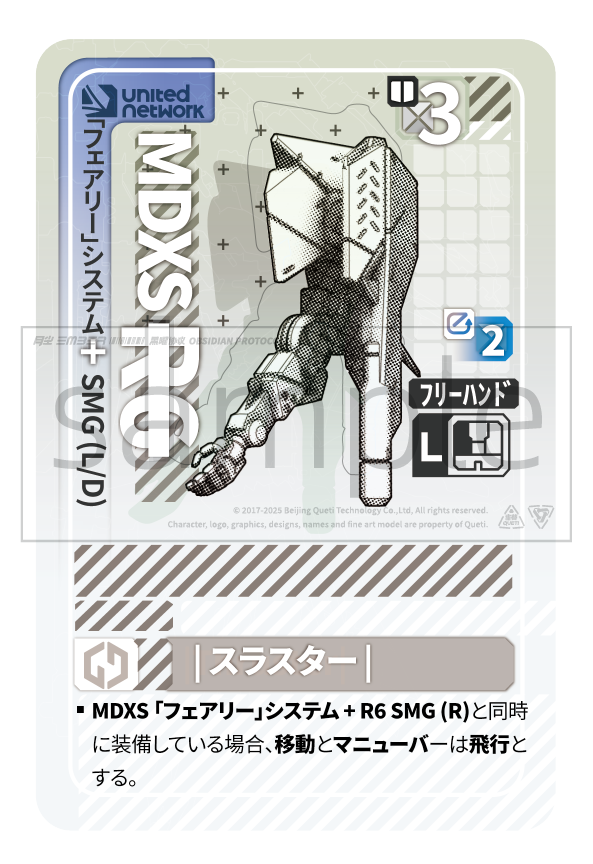 UNITED
NETWORK
3
「フェアリー」システム + SMG (L/D)
MDXS R6
OBSIDIAN PROTOCOL
2
フリーハンド
L
sample
© 2017-2025 Beijing Queti Technology Co.,Ltd, All rights reserved.
Character, logo, graphics, designs, names and fine art model are property of Queti.
|スラスター|
▪ MDXS 「フェアリー」システム + R6 SMG (R)と同時
に装備している場合、移動とマニューバーは飛行と
する。